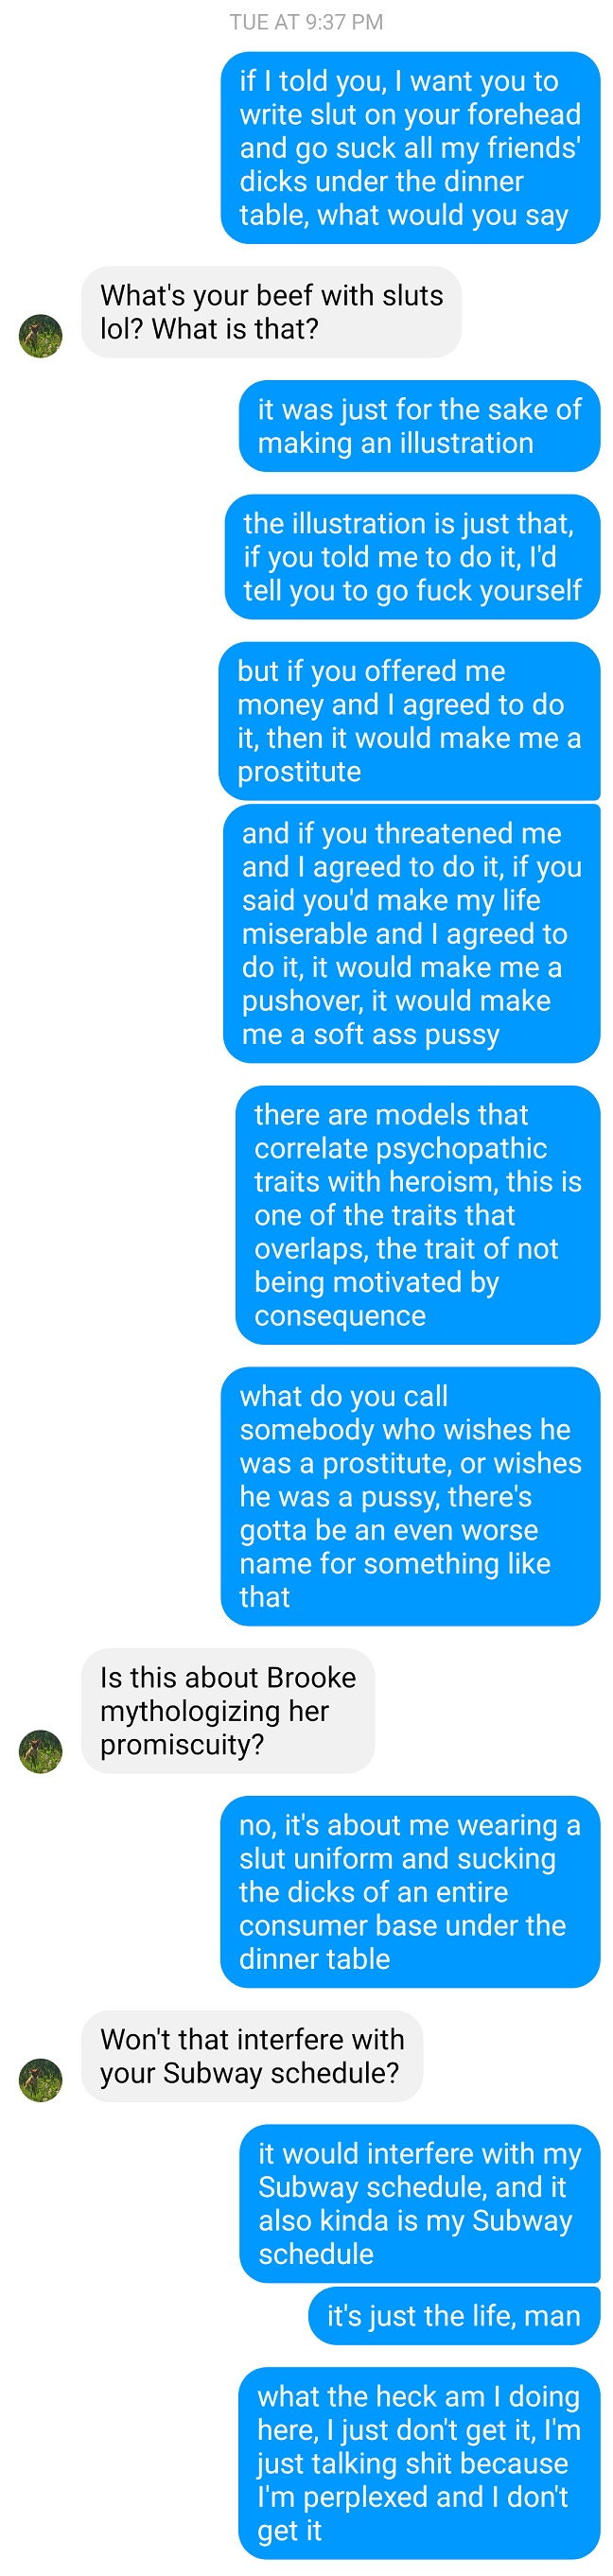 TUE AT 9:37 PM
if I told you, I want you to
write slut on your forehead
and go suck all my friends'
dicks under the dinner
table, what would you say
What's your beef with sluts
lol? What is that?
it was just for the sake of
making an illustration
the illustration is just that,
if you told me to do it, I'd
tell you to go fuck yourself
but if you offered me
money and I agreed to do
it, then it would make me a
prostitute
and if you threatened me
and I agreed to do it, if you
said you'd make my life
miserable and I agreed to
do it, it would make me a
pushover, it would make
me a soft ass pussy
there are models that
correlate psychopathic
traits with heroism, this is
one of the traits that
overlaps, the trait of not
being motivated by
consequence
what do you call
somebody who wishes he
was a prostitute, or wishes
he was a pussy, there's
gotta be an even worse
name for something like
that
Is this about Brooke
mythologizing her
promiscuity?
no, it's about me wearing a
slut uniform and sucking
the dicks of an entire
consumer base under the
dinner table
Won't that interfere with
your Subway schedule?
it would interfere with my
Subway schedule, and it
also kinda is my Subway
schedule
it's just the life, man
what the heck am I doing
here, I just don't get it, I'm
just talking shit because
I'm perplexed and I don't
get it